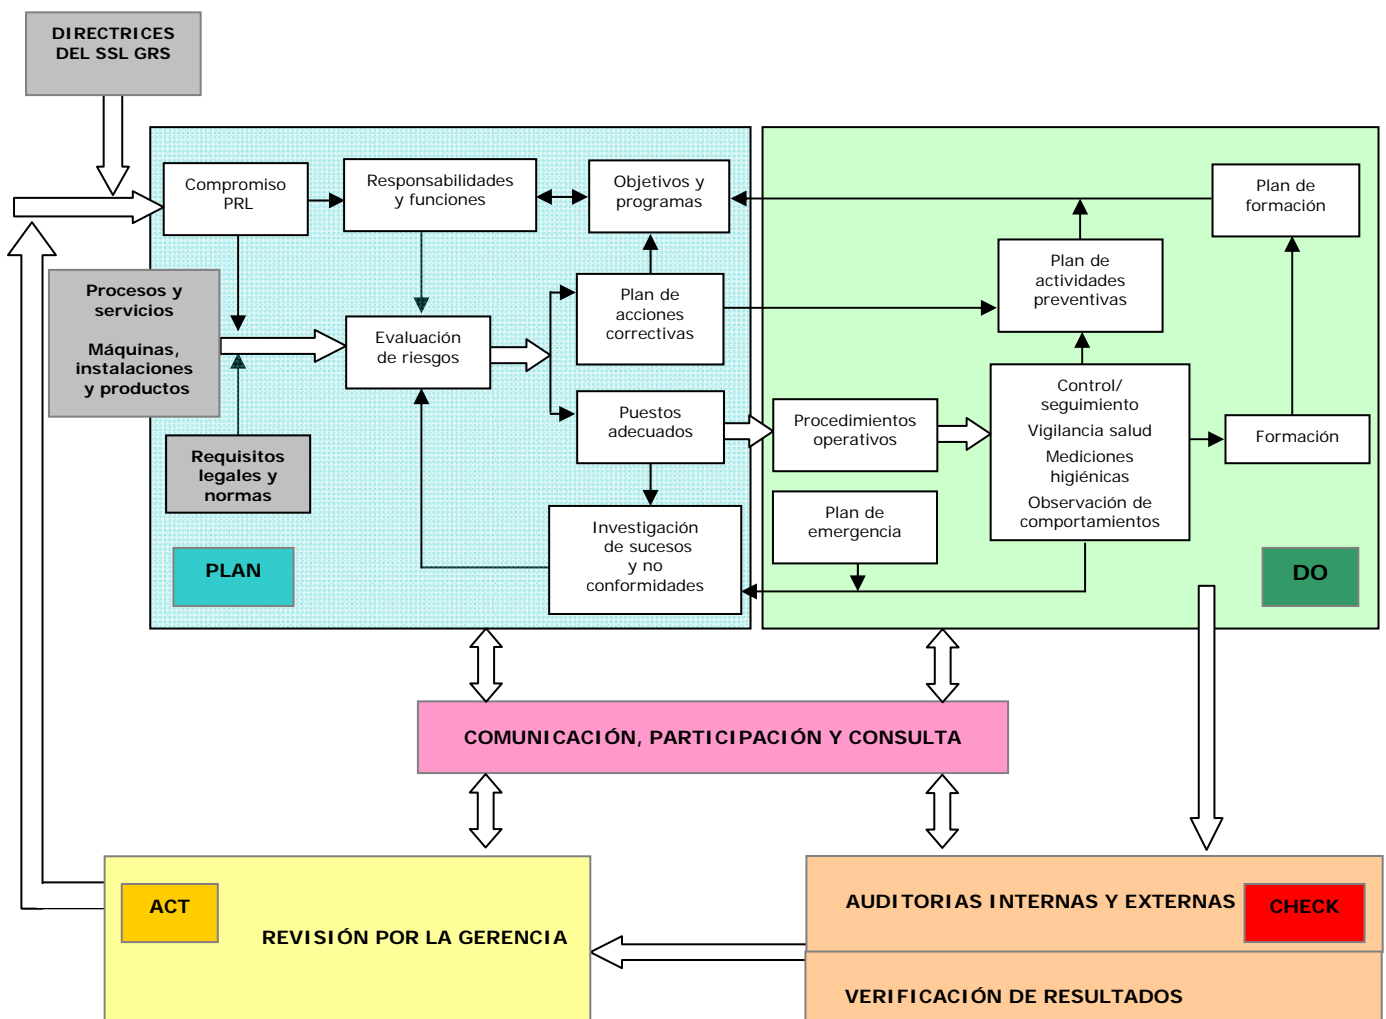 DIRECTRICES
DEL SSL GRS
Compromiso
PRL
Responsabilidades
y funciones
Objetivos y
programas
Plan de
formación
Procesos y
servicios
Máquinas,
instalaciones
y productos
Evaluación
de riesgos
Plan de
acciones
correctivas
Plan de
actividades
preventivas
Requisitos
legales y
normas
Puestos
adecuados
Procedimientos
operativos
Control/
seguimiento
Vigilancia salud
Mediciones
higiénicas
Observación de
comportamientos
Formación
Investigación
de sucesos
y no
conformidades
Plan de
emergencia
PLAN
DO
COMUNICACIÓN, PARTICIPACIÓN Y CONSULTA
ACT
REVISIÓN POR LA GERENCIA
AUDITORIAS INTERNAS Y EXTERNAS
CHECK
VERIFICACIÓN DE RESULTADOS